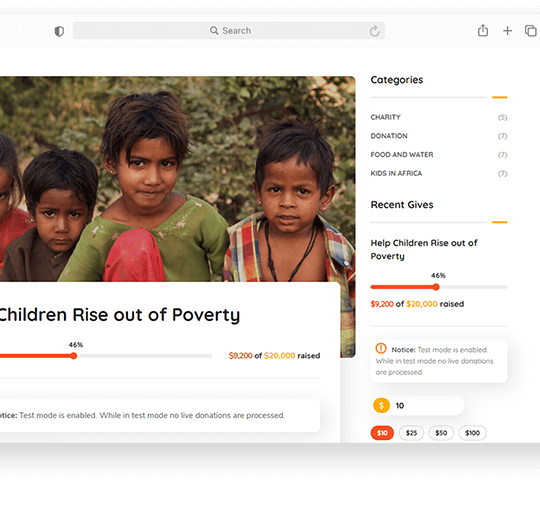 Search
Children Rise out of Poverty
46%
$9,200 of $20,000 raised
Notice: Test mode is enabled. While in test mode no live donations are processed.
Categories
CHARITY (5)
DONATION (7)
FOOD AND WATER (7)
KIDS IN AFRICA (7)
Recent Gives
Help Children Rise out of
Poverty
46%
$9,200 of $20,000 raised
Notice: Test mode is enabled.
While in test mode no live donations
are processed.
$ 10
$10 $25 $50 $100